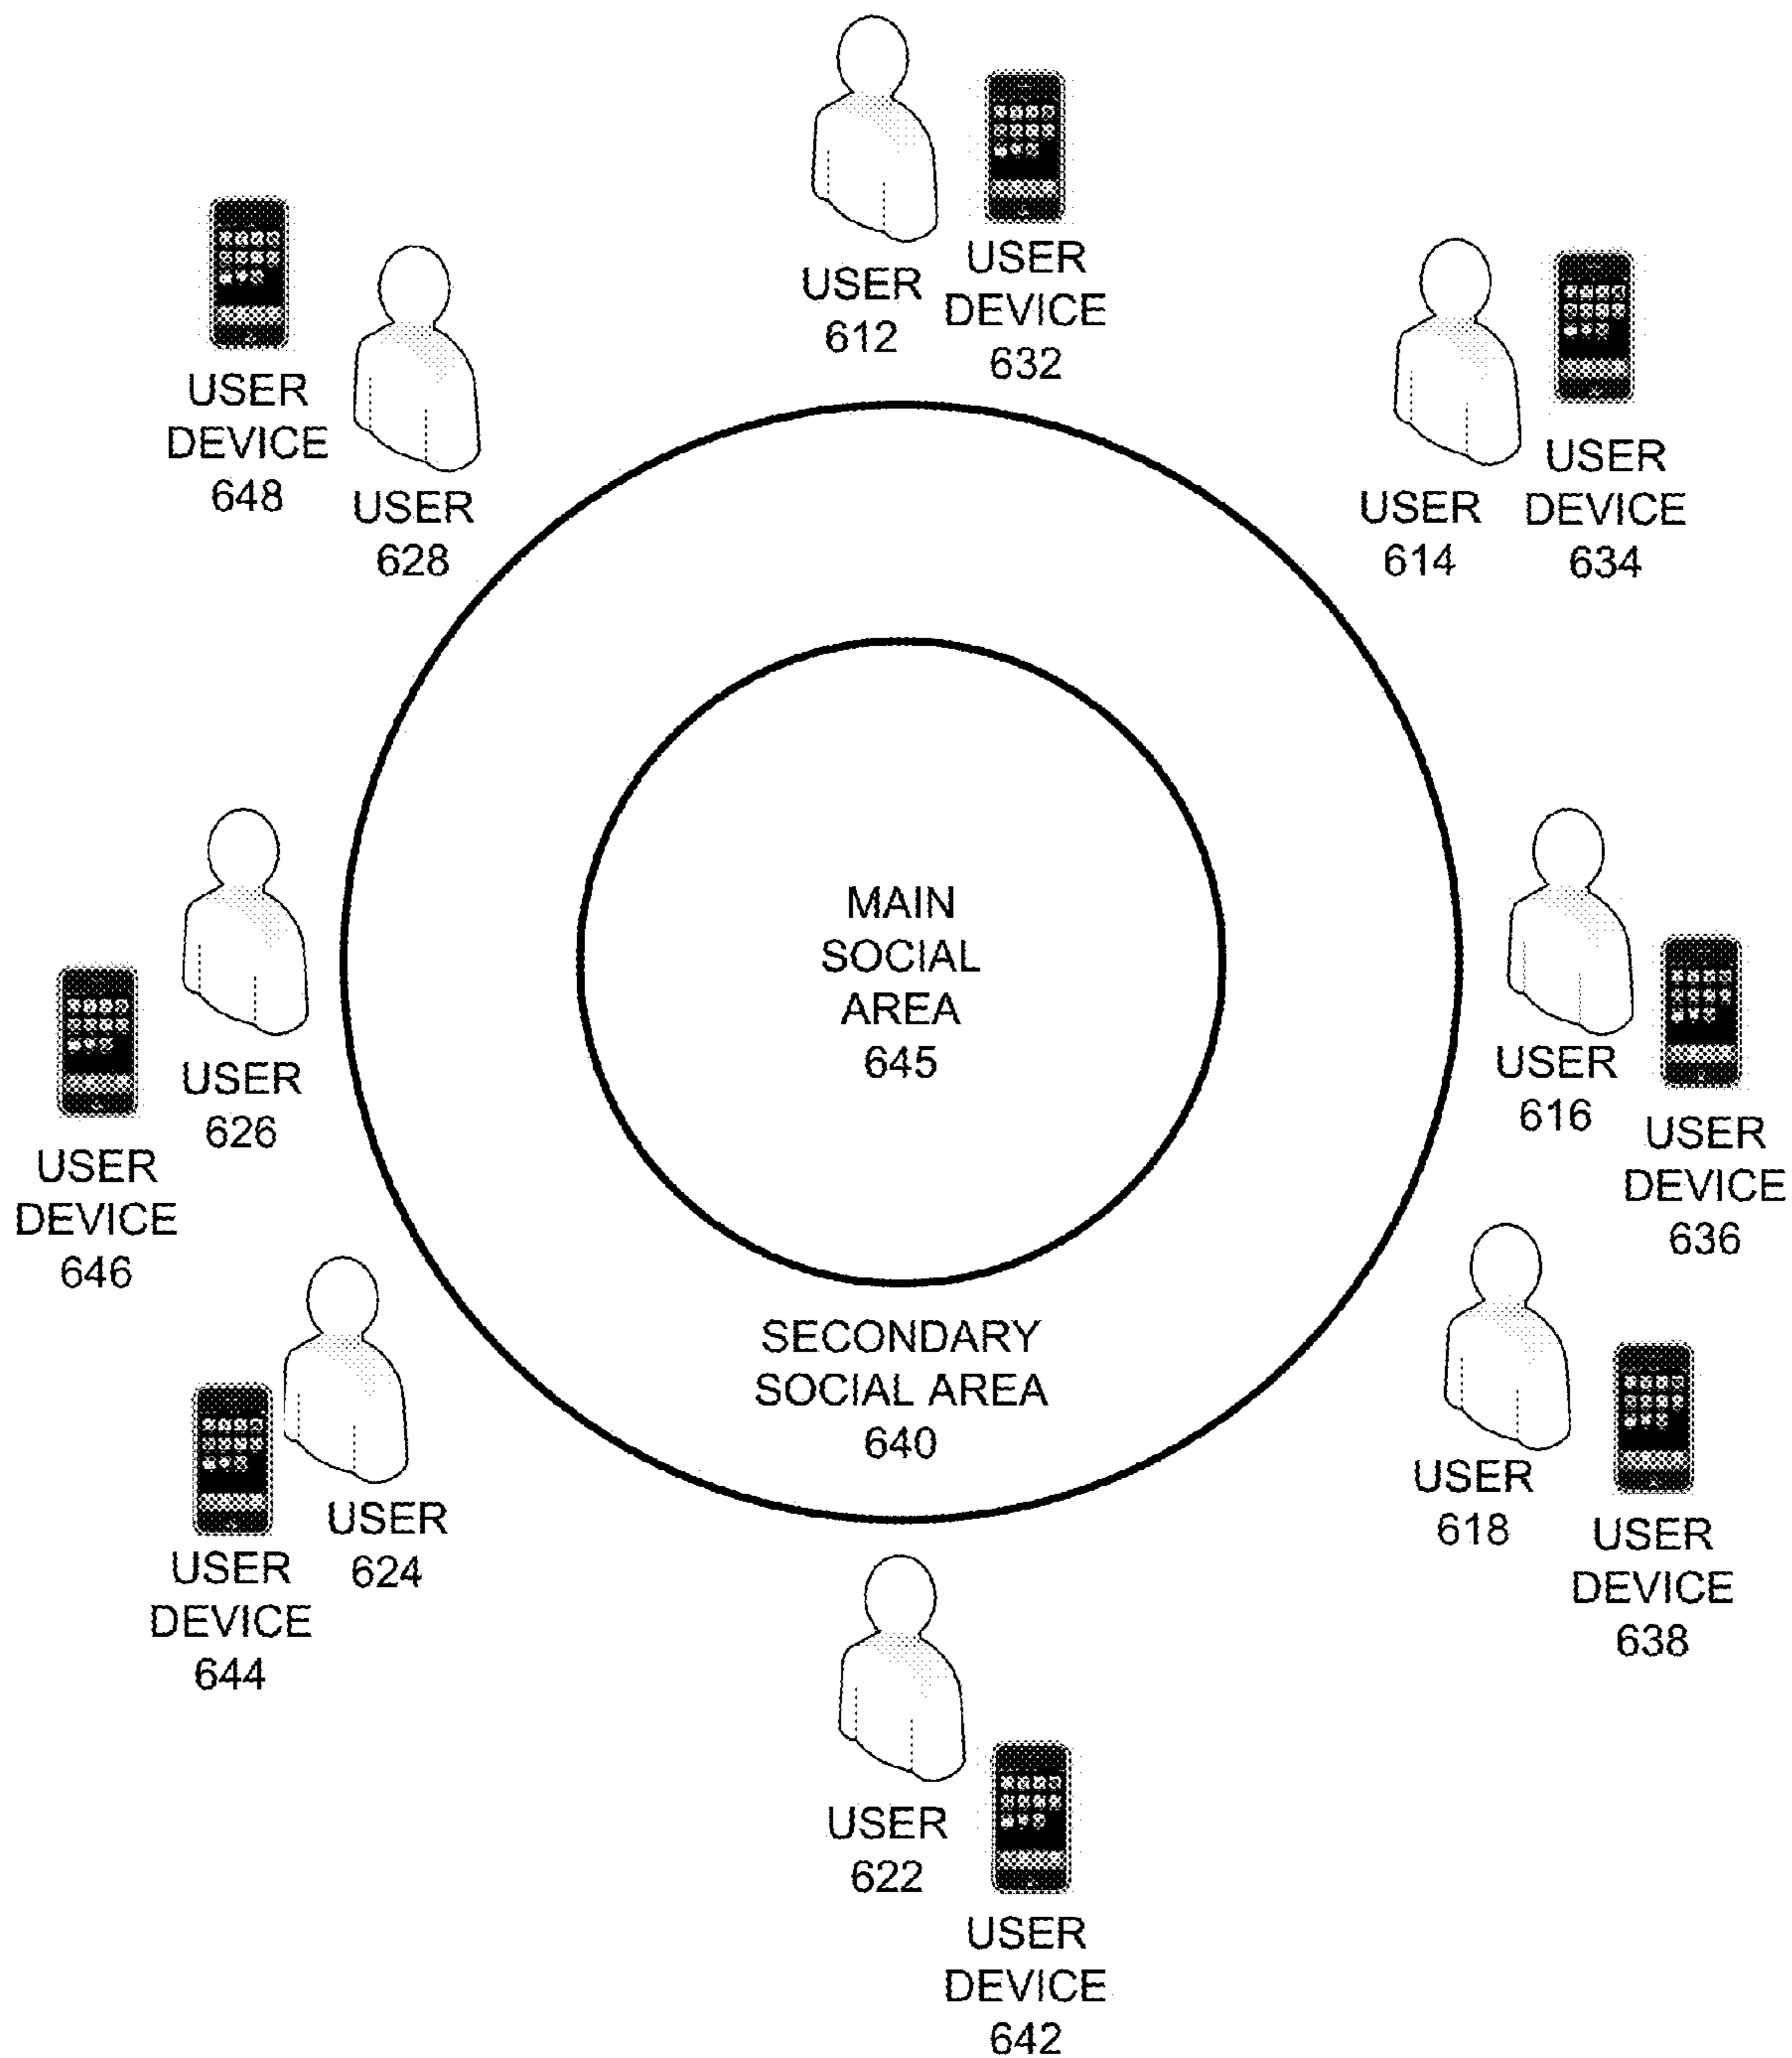 USER
612
USER
DEVICE
632
USER
DEVICE
648
USER
628
USER
614
USER
DEVICE
634
MAIN
SOCIAL
AREA
645
USER
626
USER
DEVICE
646
USER
616
USER
DEVICE
636
SECONDARY
SOCIAL AREA
640
USER
624
USER
DEVICE
644
USER
618
USER
DEVICE
638
USER
622
USER
DEVICE
642